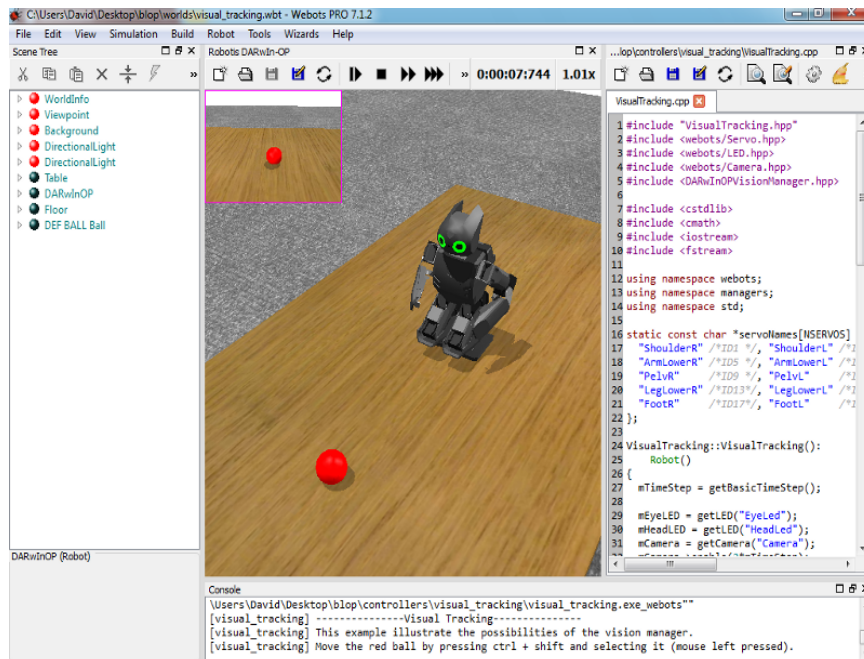 C:\Users\David\Desktop\blop\worlds\visual_tracking.wbt - Webots PRO 7.1.2
File Edit View Simulation Build Robot Tools Wizards Help
Scene Tree
WorldInfo
Viewpoint
Background
DirectionalLight
DirectionalLight
Table
DARwInOP
Floor
DEF BALL Ball
DARwInOP (Robot)
Robotis DARwIn-OP
» 0:00:07:744 1.01x
...lop\controllers\visual_tracking\VisualTracking.cpp
VisualTracking.cpp
1 #include "VisualTracking.hpp"
2 #include <webots/Servo.hpp>
3 #include <webots/LED.hpp>
4 #include <webots/Camera.hpp>
5 #include <DARwInOPVisionManager.hpp>
6
7 #include <cstdlib>
8 #include <cmath>
9 #include <iostream>
10 #include <fstream>
11
12 using namespace webots;
13 using namespace managers;
14 using namespace std;
15
16 static const char *servoNames[NSERVOS]
17 "ShoulderR" /*ID1 */, "ShoulderL" /*I
18 "ArmLowerR" /*ID5 */, "ArmLowerL" /*I
19 "PelvR" /*ID9 */, "PelvL" /*I
20 "LegLowerR" /*ID13*/, "LegLowerL" /*I
21 "FootR" /*ID17*/, "FootL" /*I
22 };
23
24 VisualTracking::VisualTracking():
25 Robot()
26 {
27 mTimeStep = getBasicTimeStep();
28
29 mEyeLED = getLED("EyeLed");
30 mHeadLED = getLED("HeadLed");
31 mCamera = getCamera("Camera");
Console
\Users\David\Desktop\blop\controllers\visual_tracking\visual_tracking.exe_webots""
[visual_tracking] ---------------Visual Tracking---------------
[visual_tracking] This example illustrate the possibilities of the vision manager.
[visual_tracking] Move the red ball by pressing ctrl + shift and selecting it (mouse left pressed).